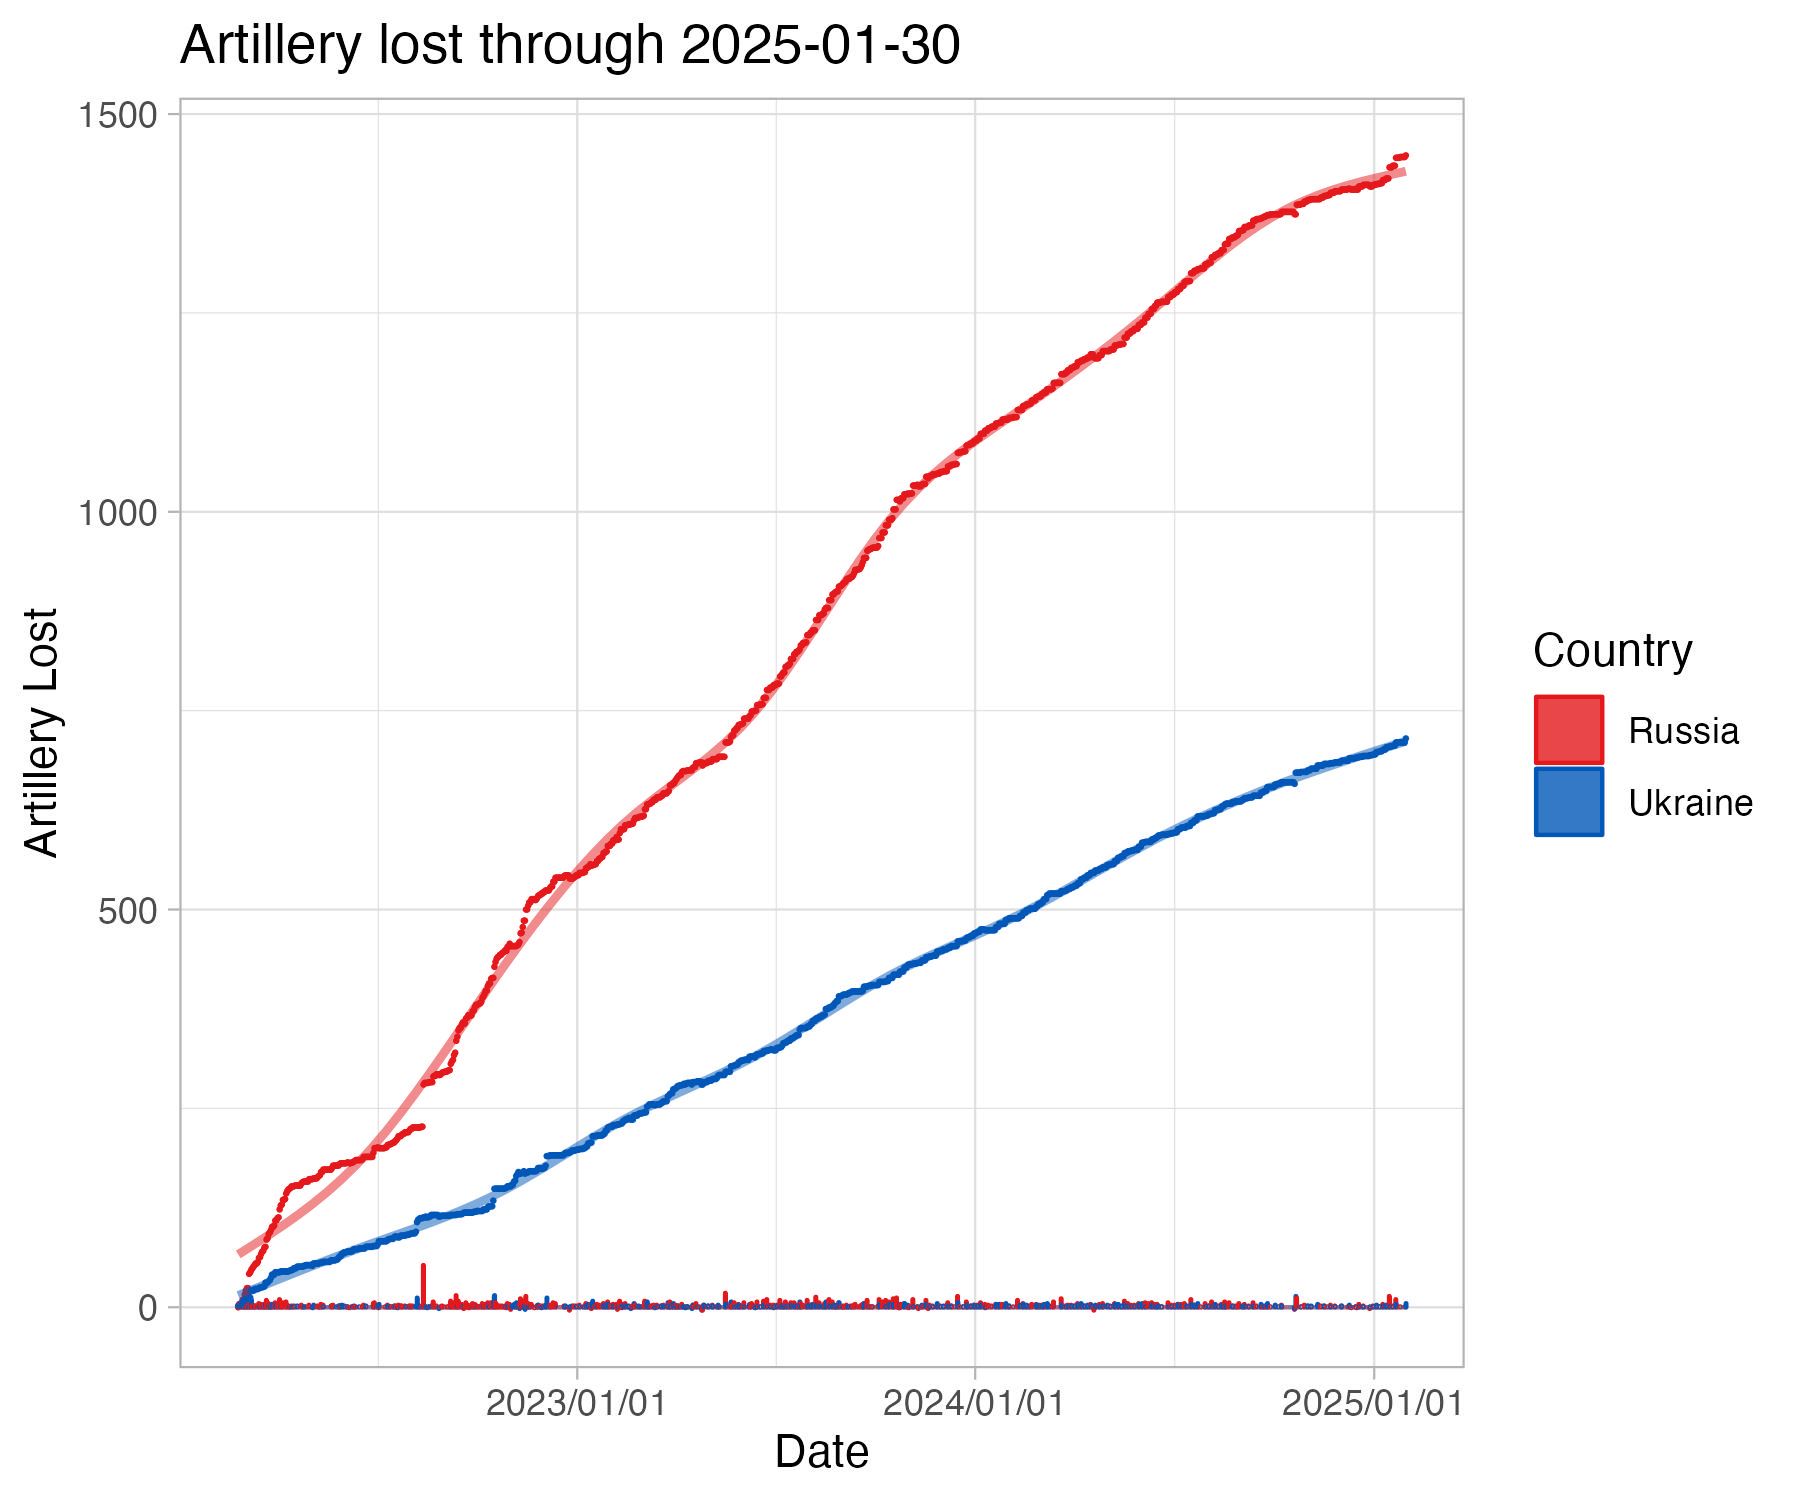 Artillery lost through 2025-01-30
1500
1000
500
0
Artillery Lost
2023/01/01
2024/01/01
2025/01/01
Date
Country
Russia
Ukraine